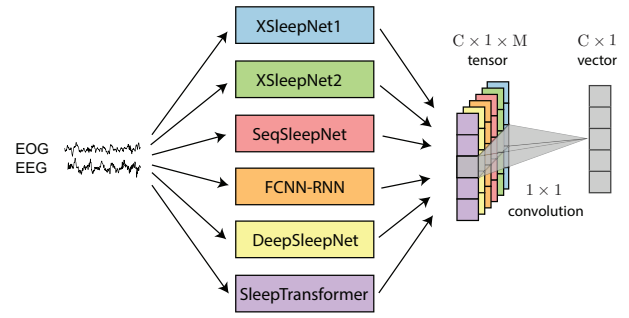 EOG
EEG
XSleepNet1
XSleepNet2
SeqSleepNet
FCNN-RNN
DeepSleepNet
SleepTransformer
C × 1 × M
tensor
1 × 1
convolution
C × 1
vector